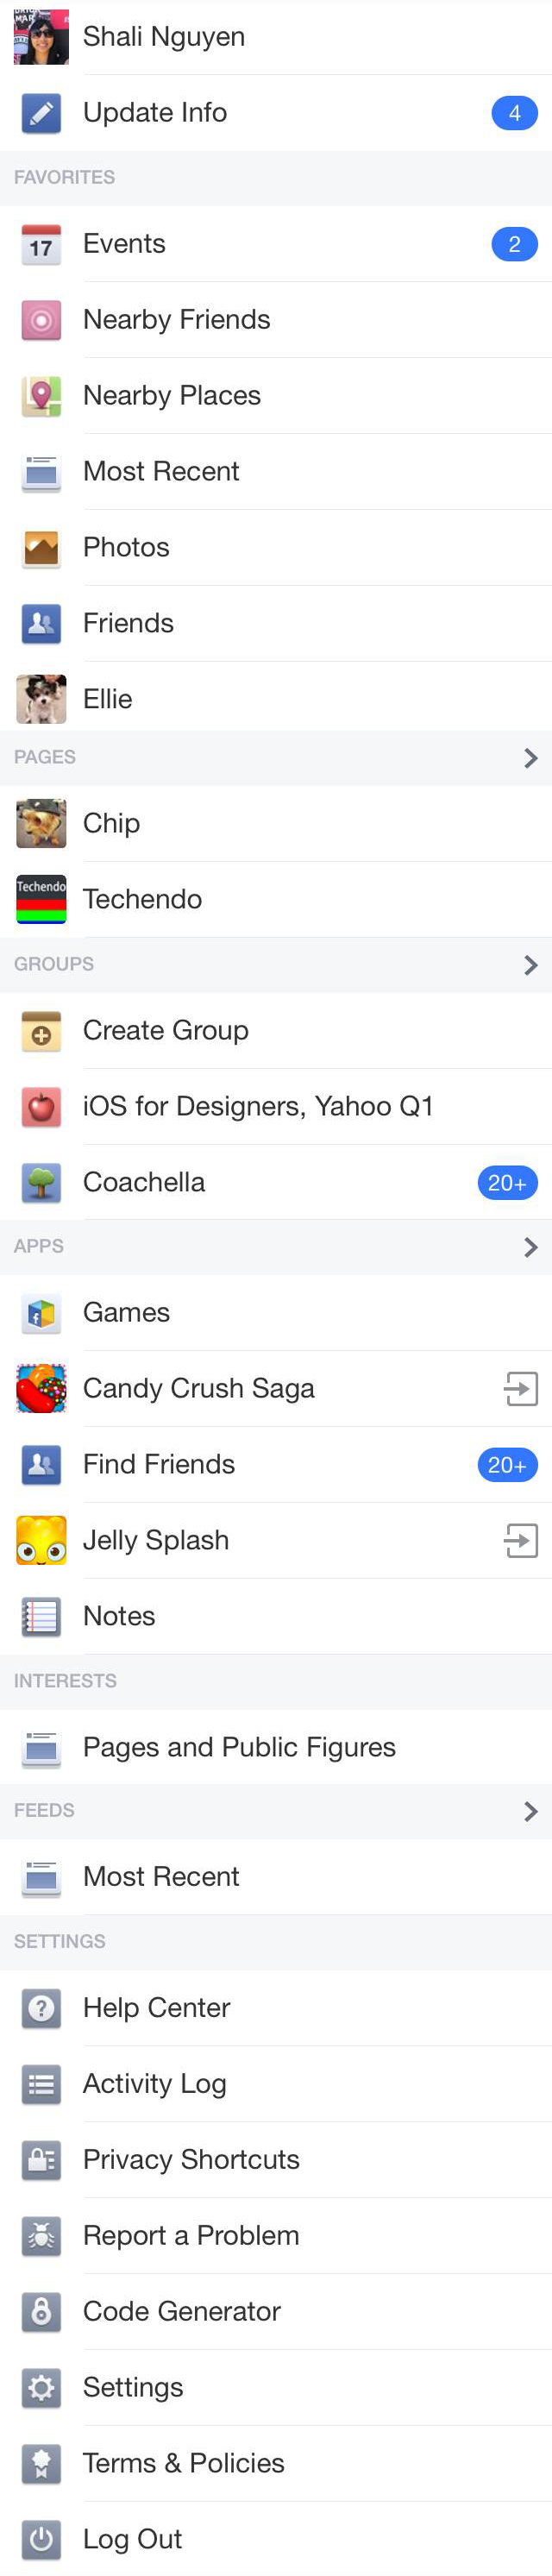 Shali Nguyen
Update Info
4
FAVORITES
17
Events
2
Nearby Friends
Nearby Places
Most Recent
Photos
Friends
Ellie
PAGES
Chip
Techendo
Techendo
GROUPS
Create Group
iOS for Designers, Yahoo Q1
Coachella
20+
APPS
Games
Candy Crush Saga
Find Friends
20+
Jelly Splash
Notes
INTERESTS
Pages and Public Figures
FEEDS
Most Recent
SETTINGS
Help Center
Activity Log
Privacy Shortcuts
Report a Problem
Code Generator
Settings
Terms & Policies
Log Out